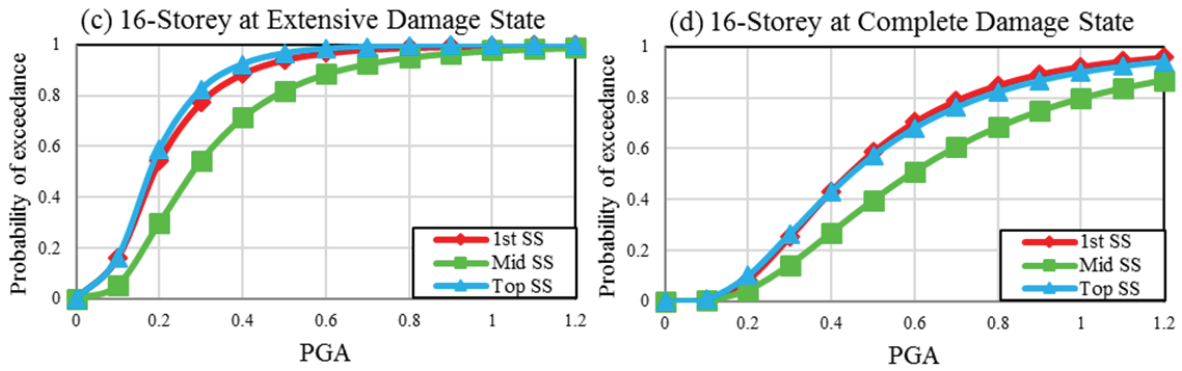 (c) 16-Storey at Extensive Damage State
Probability of exceedance
1
0.8
0.6
0.4
0.2
0
0 0.2 0.4 0.6 0.8 1 1.2
PGA
1st SS
Mid SS
Top SS
(d) 16-Storey at Complete Damage State
Probability of exceedance
1
0.8
0.6
0.4
0.2
0
0 0.2 0.4 0.6 0.8 1 1.2
PGA
1st SS
Mid SS
Top SS